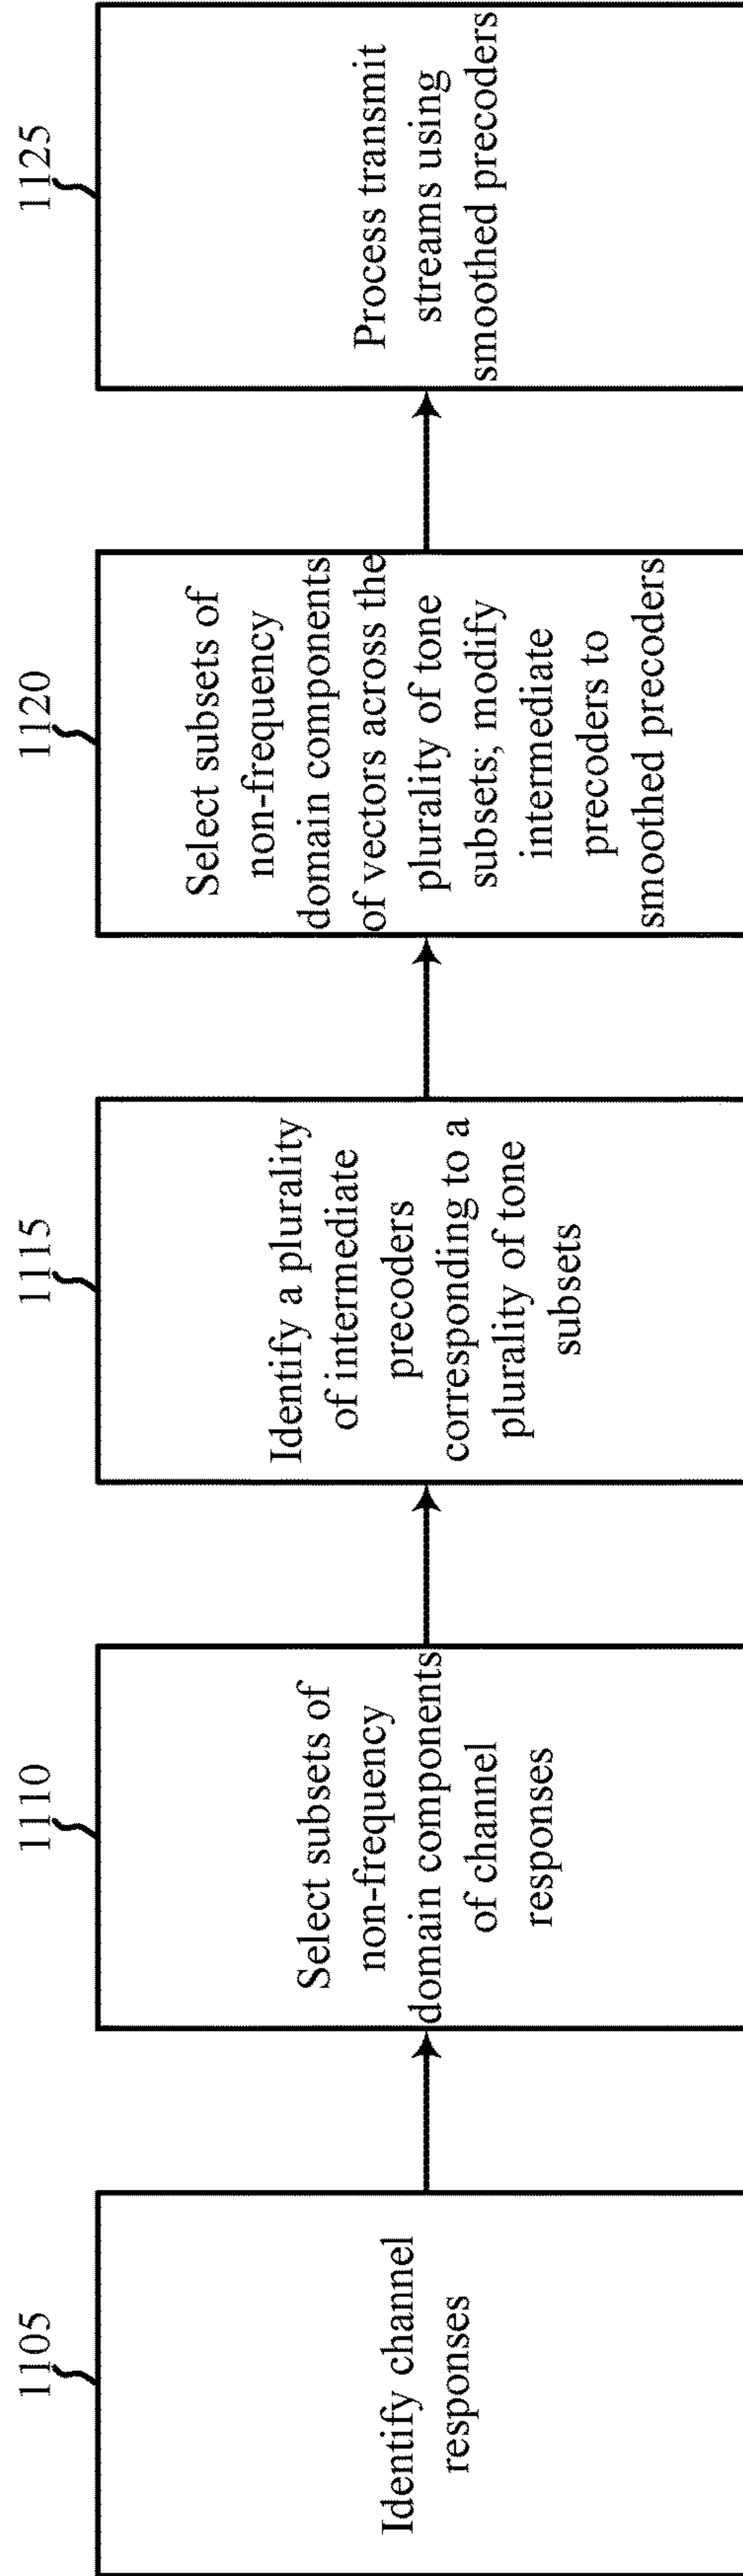 1105
Identify channel
responses
1110
Select subsets of
non-frequency
domain components
of channel
responses
1115
Identify a plurality
of intermediate
precoders
corresponding to a
plurality of tone
subsets
1120
Select subsets of
non-frequency
domain components
of vectors across the
plurality of tone
subsets; modify
intermediate
precoders to
smoothed precoders
1125
Process transmit
streams using
smoothed precoders